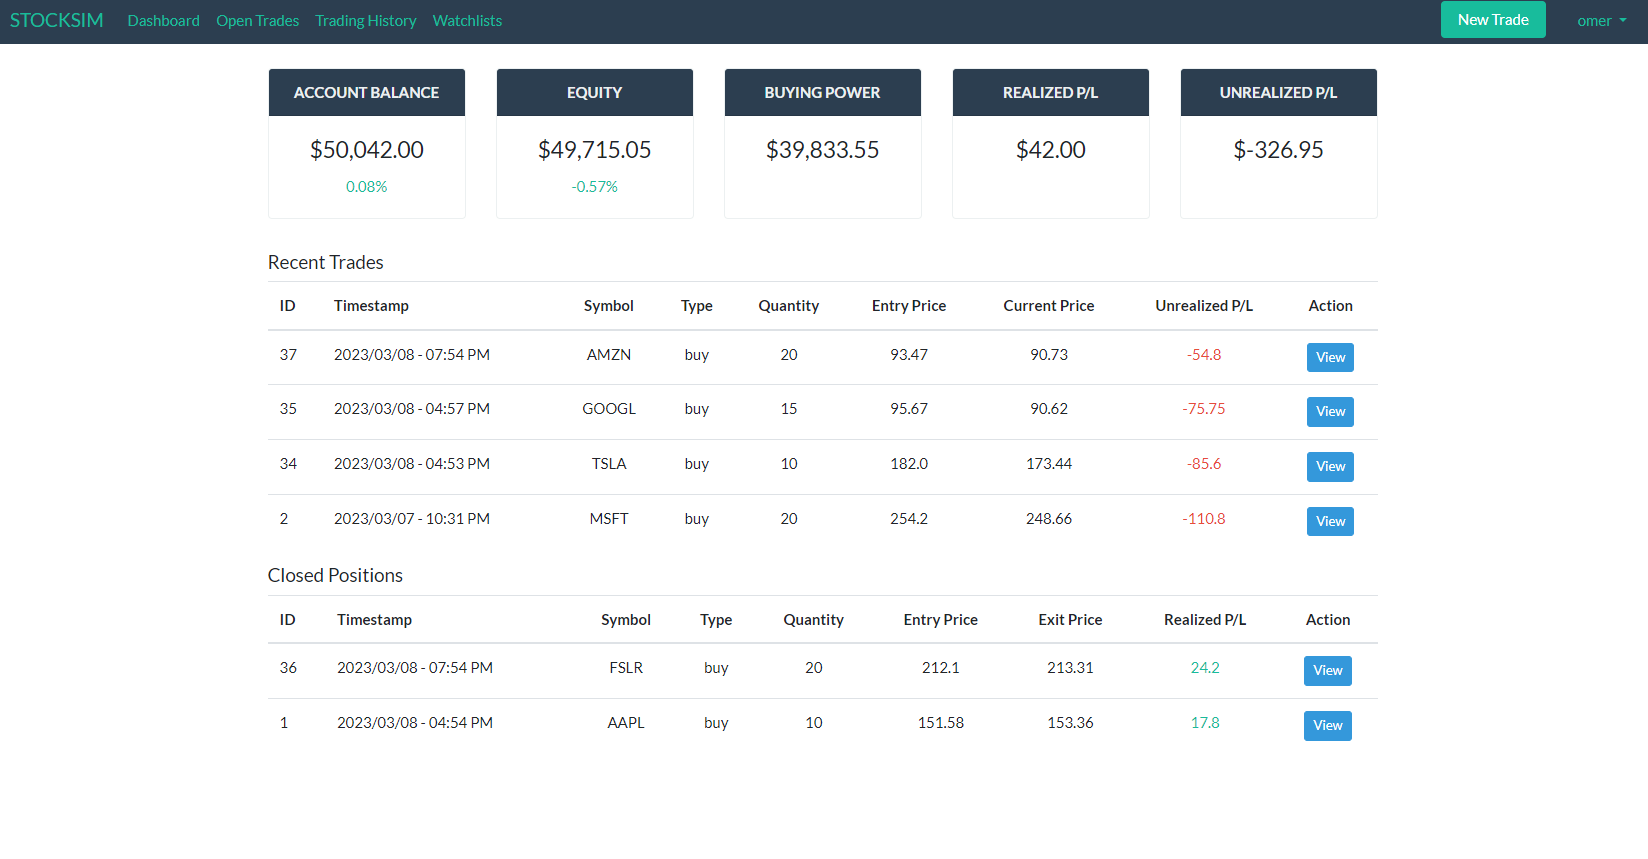 STOCKSIM Dashboard Open Trades Trading History Watchlists New Trade omer
ACCOUNT BALANCE EQUITY BUYING POWER REALIZED P/L UNREALIZED P/L
$50,042.00 $49,715.05 $39,833.55 $42.00 $-326.95
0.08% -0.57%
Recent Trades
ID Timestamp Symbol Type Quantity Entry Price Current Price Unrealized P/L Action
37 2023/03/08 - 07:54 PM AMZN buy 20 93.47 90.73 -54.8 View
35 2023/03/08 - 04:57 PM GOOGL buy 15 95.67 90.62 -75.75 View
34 2023/03/08 - 04:53 PM TSLA buy 10 182.0 173.44 -85.6 View
2 2023/03/07 - 10:31 PM MSFT buy 20 254.2 248.66 -110.8 View
Closed Positions
ID Timestamp Symbol Type Quantity Entry Price Exit Price Realized P/L Action
36 2023/03/08 - 07:54 PM FSLR buy 20 212.1 213.31 24.2 View
1 2023/03/08 - 04:54 PM AAPL buy 10 151.58 153.36 17.8 View